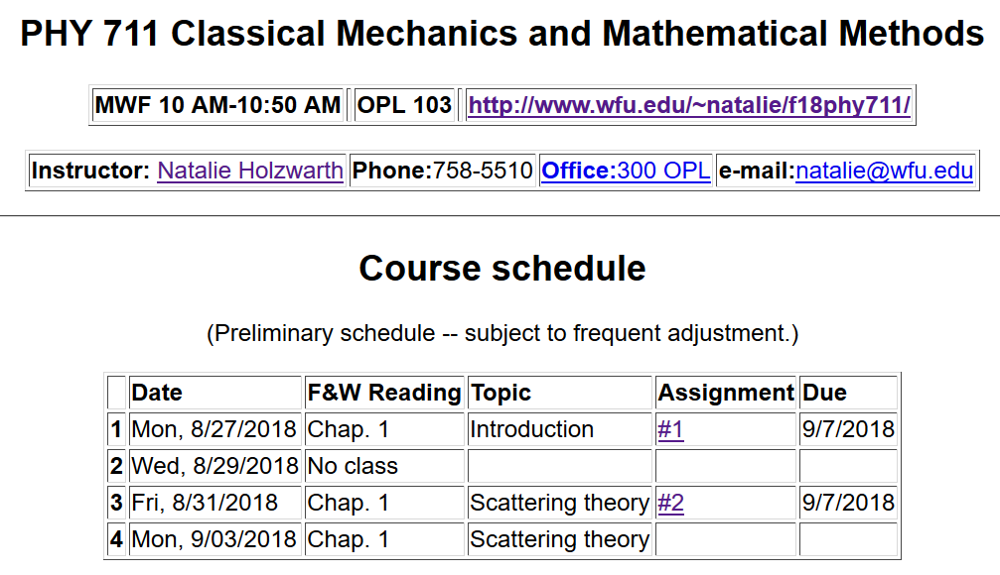 PHY 711 Classical Mechanics and Mathematical Methods
MWF 10 AM-10:50 AM OPL 103 http://www.wfu.edu/~natalie/f18phy711/
Instructor: Natalie Holzwarth Phone:758-5510 Office:300 OPL e-mail:natalie@wfu.edu
Course schedule
(Preliminary schedule -- subject to frequent adjustment.)
Date F&W Reading Topic Assignment Due
1 Mon, 8/27/2018 Chap. 1 Introduction #1 9/7/2018
2 Wed, 8/29/2018 No class
3 Fri, 8/31/2018 Chap. 1 Scattering theory #2 9/7/2018
4 Mon, 9/03/2018 Chap. 1 Scattering theory